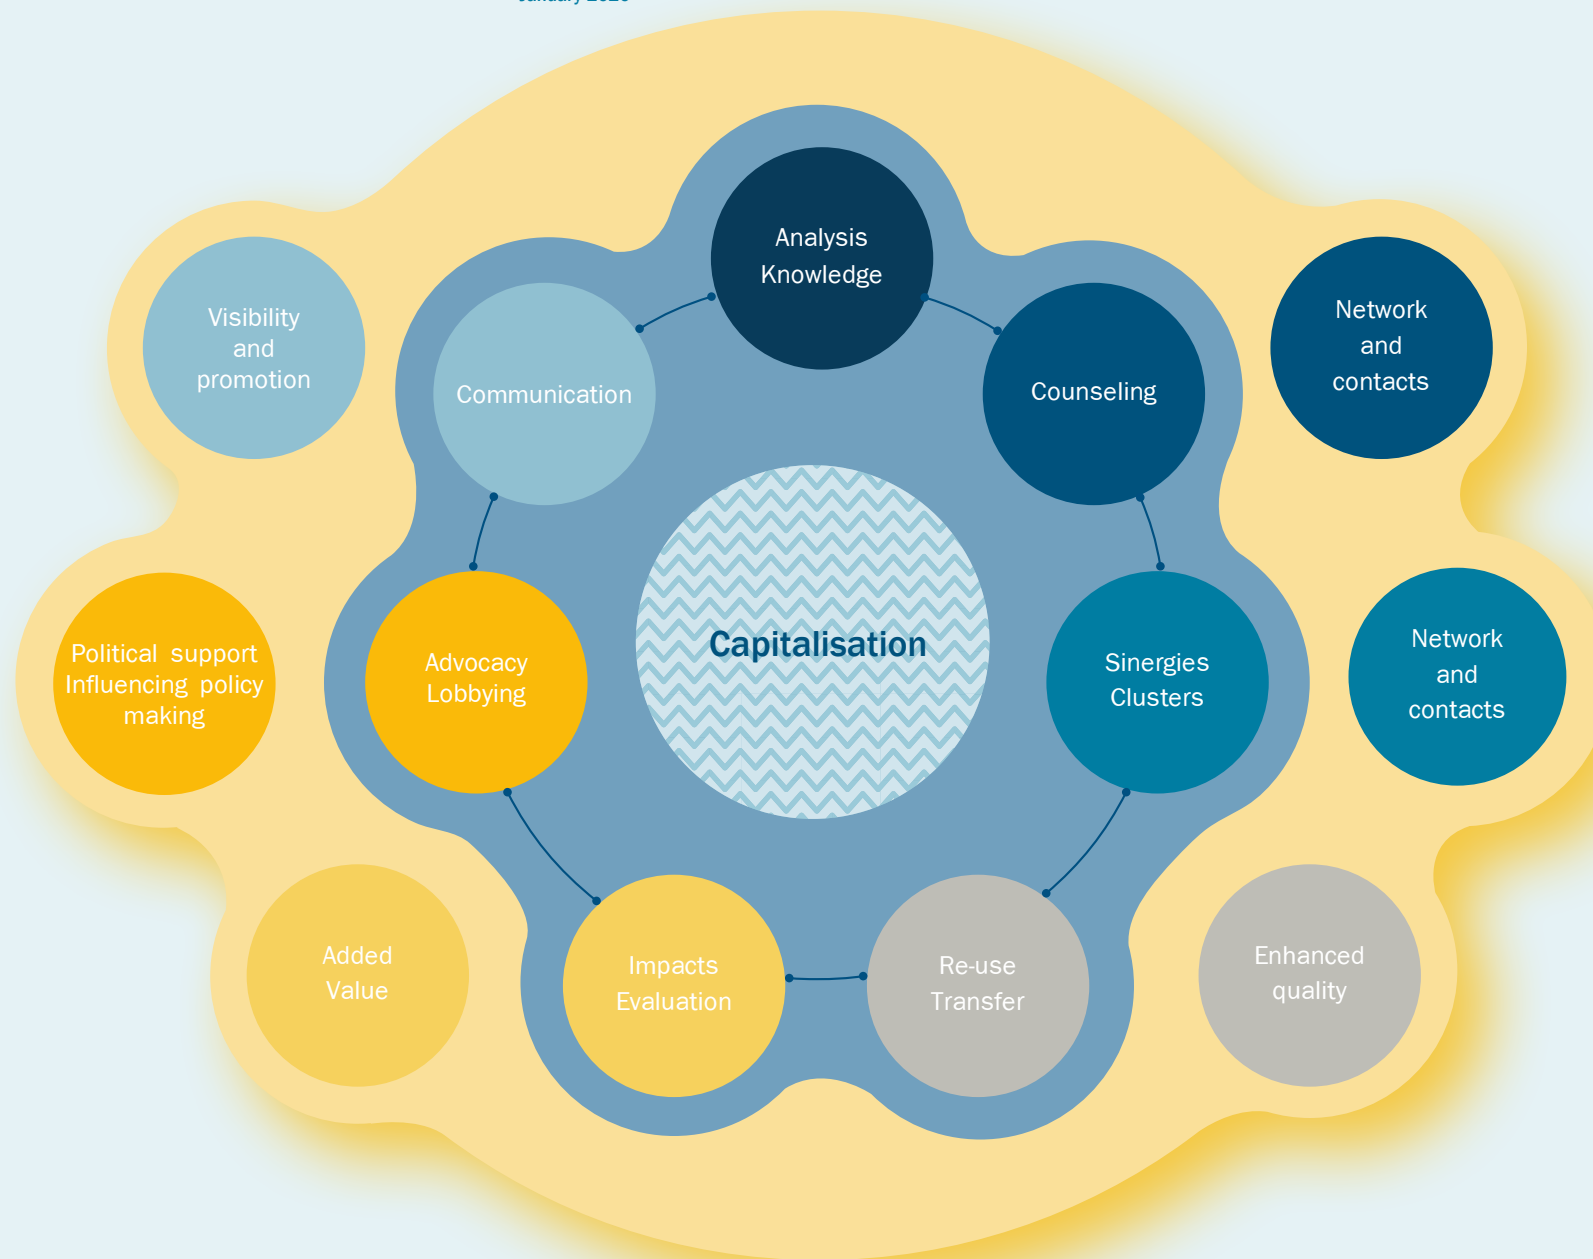 Analysis
Knowledge
Visibility
and
promotion
Communication
Counseling
Network
and
contacts
Capitalisation
Political support
Influencing policy
making
Advocacy
Lobbying
Sinergies
Clusters
Network
and
contacts
Added
Value
Impacts
Evaluation
Re-use
Transfer
Enhanced
quality